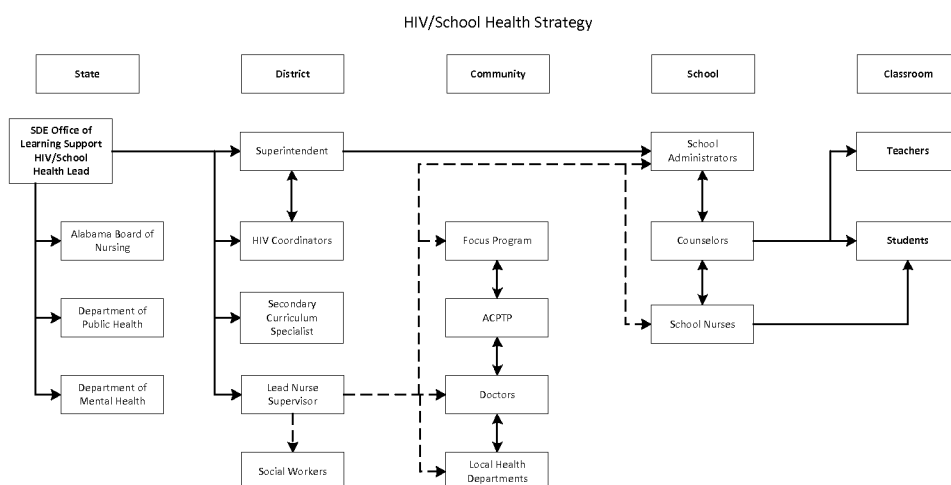 HIV/School Health Strategy
State
District
Community
School
Classroom
SDE Office of
Learning Support
HIV/School
Health Lead
Superintendent
School
Administrators
Teachers
Alabama Board of
Nursing
HIV Coordinators
Focus Program
Counselors
Students
Department of
Public Health
Secondary
Curriculum
Specialist
ACPTP
School Nurses
Department of
Mental Health
Lead Nurse
Supervisor
Doctors
Social Workers
Local Health
Departments